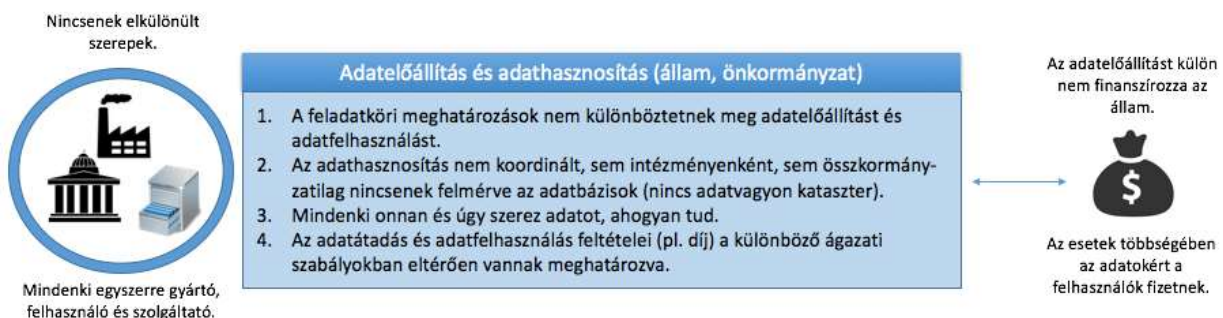 Nincsenek elkülönült
szerepek.
Mindenki egyszerre gyártó,
felhasználó és szolgáltató.
Adatelőállítás és adathasznosítás (állam, önkormányzat)
1. A feladatköri meghatározások nem különböztetnek meg adatelőállítást és
adatfelhasználást.
2. Az adathasznosítás nem koordinált, sem intézményenként, sem összkormány-
zatilag nincsenek felmérve az adatbázisok (nincs adatvagyon kataszter).
3. Mindenki onnan és úgy szerez adatot, ahogyan tud.
4. Az adatátadás és adatfelhasználás feltételei (pl. díj) a különböző ágazati
szabályokban eltérően vannak meghatározva.
Az adatelőállítást külön
nem finanszírozza az
állam.
$
Az esetek többségében
az adatokért a
felhasználók fizetnek.